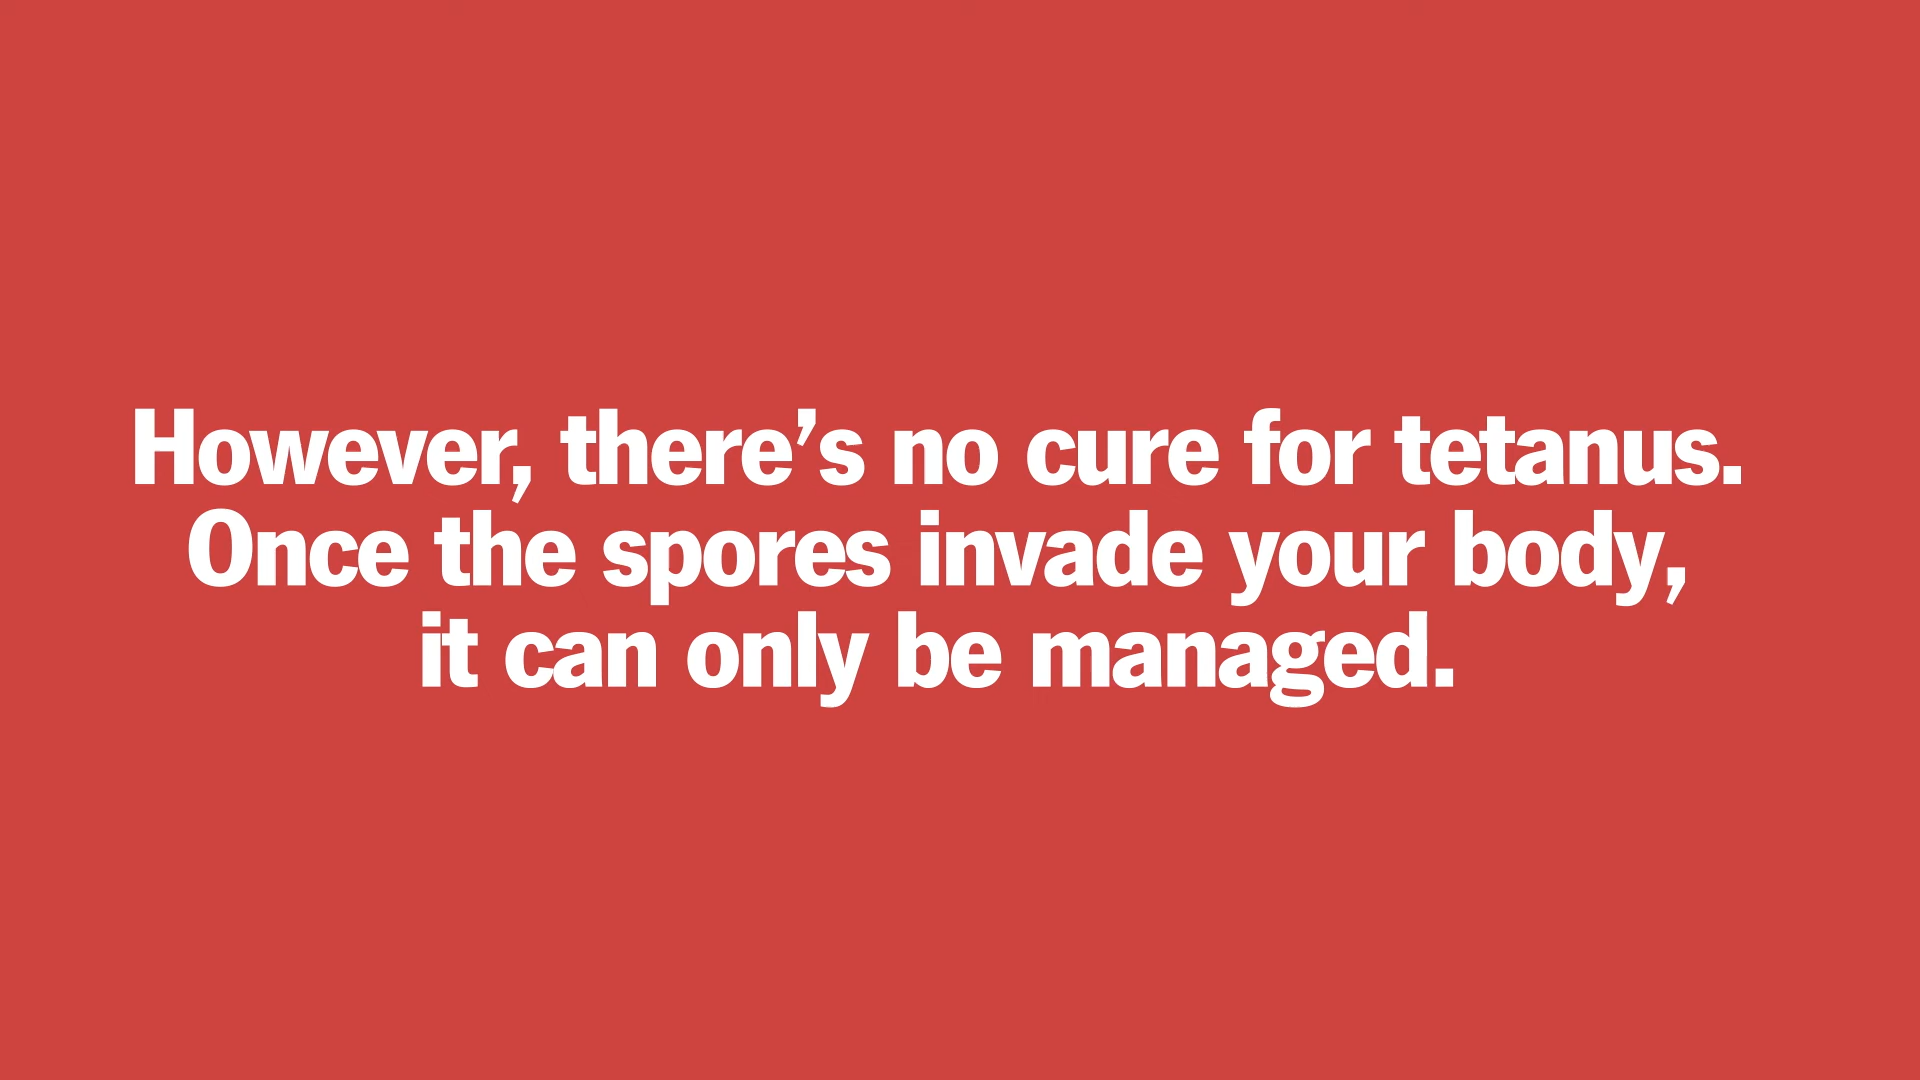 However, there’s no cure for tetanus.
Once the spores invade your body,
it can only be managed.